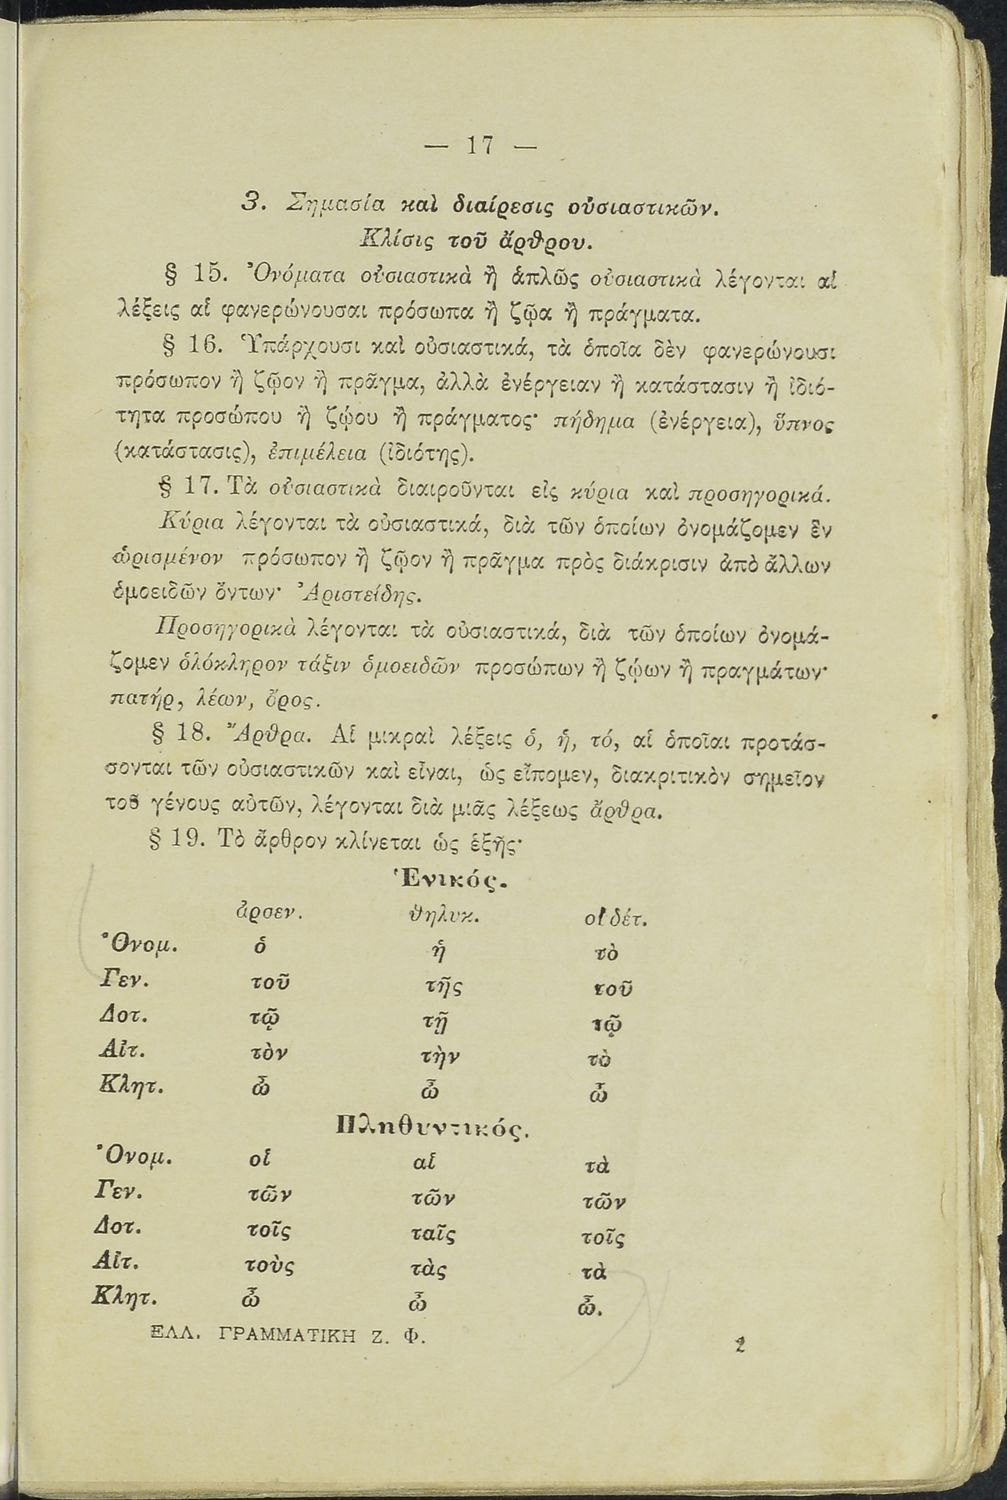 — 17 —
3. Σημασία καὶ διαίρεσις οὐσιαστικῶν.
Κλίσις τοῦ ἄρθρου.
§ 15. Ὀνόματα οὐσιαστικὰ ἢ ἁπλῶς οὐσιαστικὰ λέγονται αἱ
λέξεις αἱ φανερώνουσαι πρόσωπα ἢ ζῷα ἢ πράγματα.
§ 16. Ὑπάρχουσι καὶ οὐσιαστικά, τὰ ὁποῖα δὲν φανερώνουσι
πρόσωπον ἢ ζῷον ἢ πρᾶγμα, ἀλλὰ ἐνέργειαν ἢ κατάστασιν ἢ ἰδιό-
τητα προσώπου ἢ ζῴου ἢ πράγματος· πήδημα (ἐνέργεια), ὕπνος
(κατάστασις), ἐπιμέλεια (ἰδιότης).
§ 17. Τὰ οὐσιαστικὰ διαιροῦνται εἰς κύρια καὶ προσηγορικά.
Κύρια λέγονται τὰ οὐσιαστικά, διὰ τῶν ὁποίων ὀνομάζομεν ἓν
ὡρισμένον πρόσωπον ἢ ζῷον ἢ πρᾶγμα πρὸς διάκρισιν ἀπὸ ἄλλων
ὁμοειδῶν ὄντων· Ἀριστείδης.
Προσηγορικὰ λέγονται τὰ οὐσιαστικά, διὰ τῶν ὁποίων ὀνομά-
ζομεν ὁλόκληρον τάξιν ὁμοειδῶν προσώπων ἢ ζῴων ἢ πραγμάτων·
πατήρ, λέων, ὄρος.
§ 18. Ἄρθρα. Αἱ μικραὶ λέξεις ὁ, ἡ, τό, αἱ ὁποῖαι προτάσ-
σονται τῶν οὐσιαστικῶν καὶ εἶναι, ὡς εἴπομεν, διακριτικὸν σημεῖον
τοῦ γένους αὐτῶν, λέγονται διὰ μιᾶς λέξεως ἄρθρα.
§ 19. Τὸ ἄρθρον κλίνεται ὡς ἑξῆς·
Ἑνικός.
ἀρσεν. θηλυκ. οὐδέτ.
Ὀνομ. ὁ ἡ τὸ
Γεν. τοῦ τῆς τοῦ
Δοτ. τῷ τῇ τῷ
Αἰτ. τὸν τὴν τὸ
Κλητ. ὦ ὦ ὦ
Πληθυντικός.
Ὀνομ. οἱ αἱ τὰ
Γεν. τῶν τῶν τῶν
Δοτ. τοῖς ταῖς τοῖς
Αἰτ. τοὺς τὰς τὰ
Κλητ. ὦ ὦ ὦ.
ΕΛΛ. ΓΡΑΜΜΑΤΙΚΗ Ζ. Φ. 2